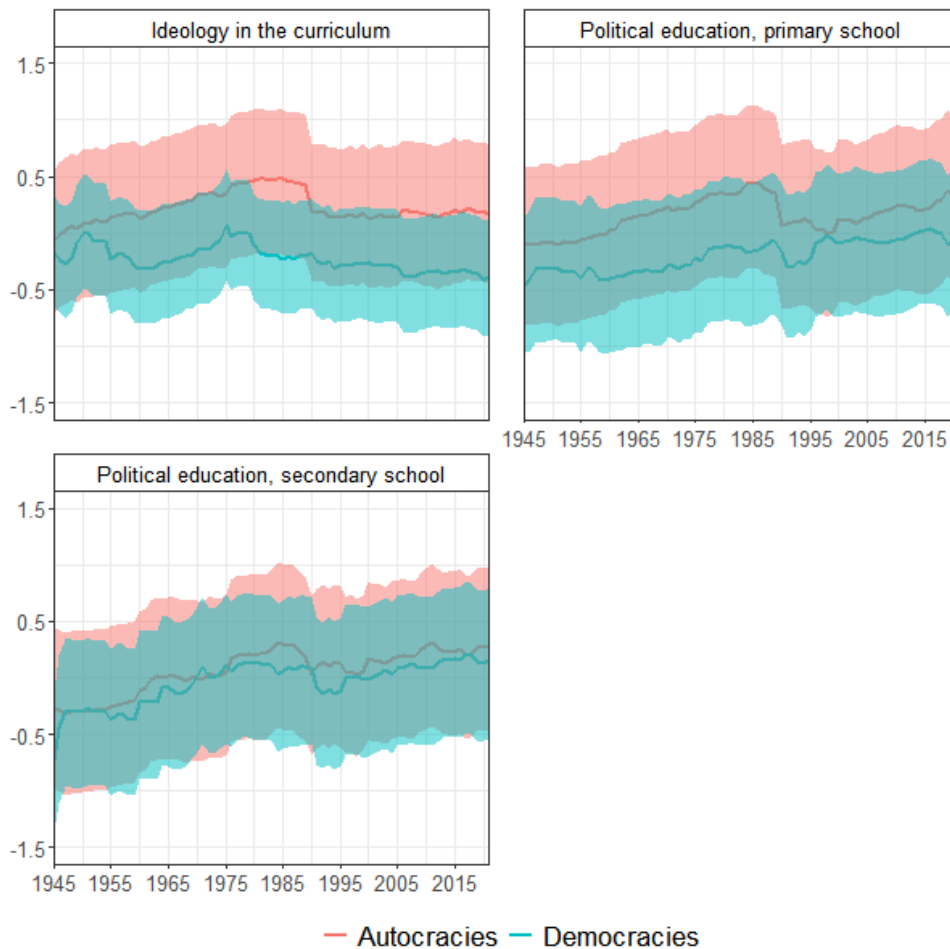 Ideology in the curriculum
Political education, primary school
1.5
0.5
-0.5
-1.5
1945 1955 1965 1975 1985 1995 2005 2015
Political education, secondary school
1.5
0.5
-0.5
-1.5
1945 1955 1965 1975 1985 1995 2005 2015
Autocracies Democracies